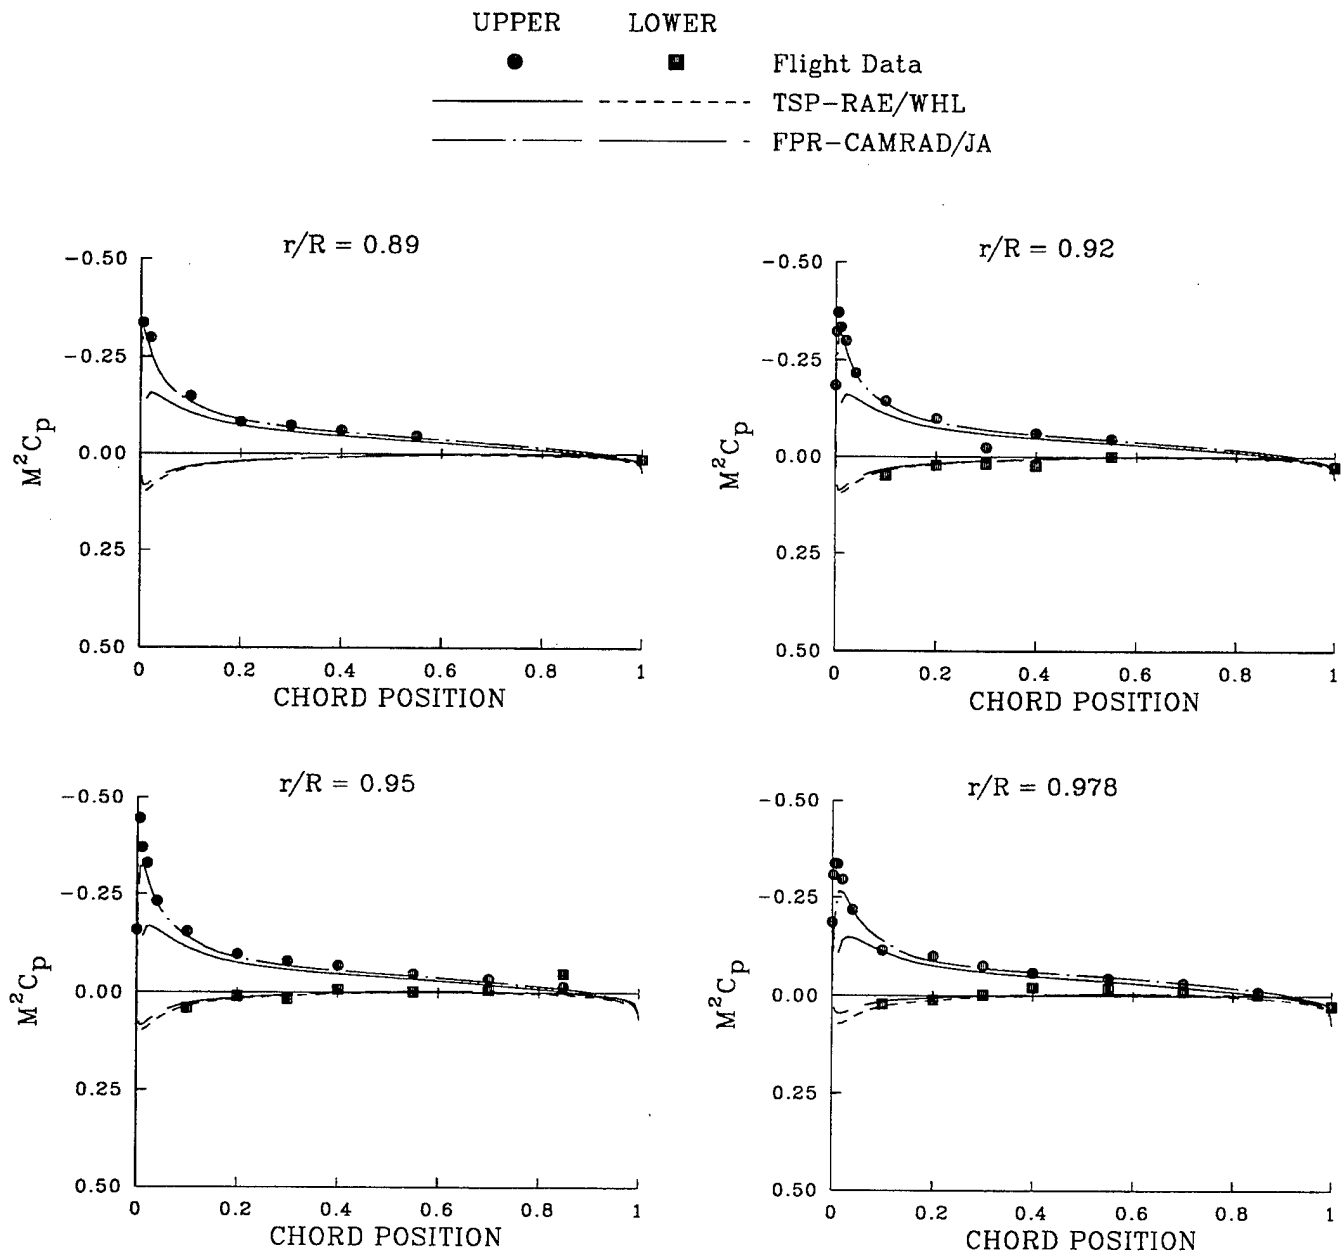 UPPER LOWER
Flight Data
TSP-RAE/WHL
FPR-CAMRAD/JA
r/R = 0.89
-0.50
-0.25
0.00
0.25
0.50
M²Cp
0 0.2 0.4 0.6 0.8 1
CHORD POSITION
r/R = 0.92
-0.50
-0.25
0.00
0.25
0.50
M²Cp
0 0.2 0.4 0.6 0.8 1
CHORD POSITION
r/R = 0.95
-0.50
-0.25
0.00
0.25
0.50
M²Cp
0 0.2 0.4 0.6 0.8 1
CHORD POSITION
r/R = 0.978
-0.50
-0.25
0.00
0.25
0.50
M²Cp
0 0.2 0.4 0.6 0.8 1
CHORD POSITION